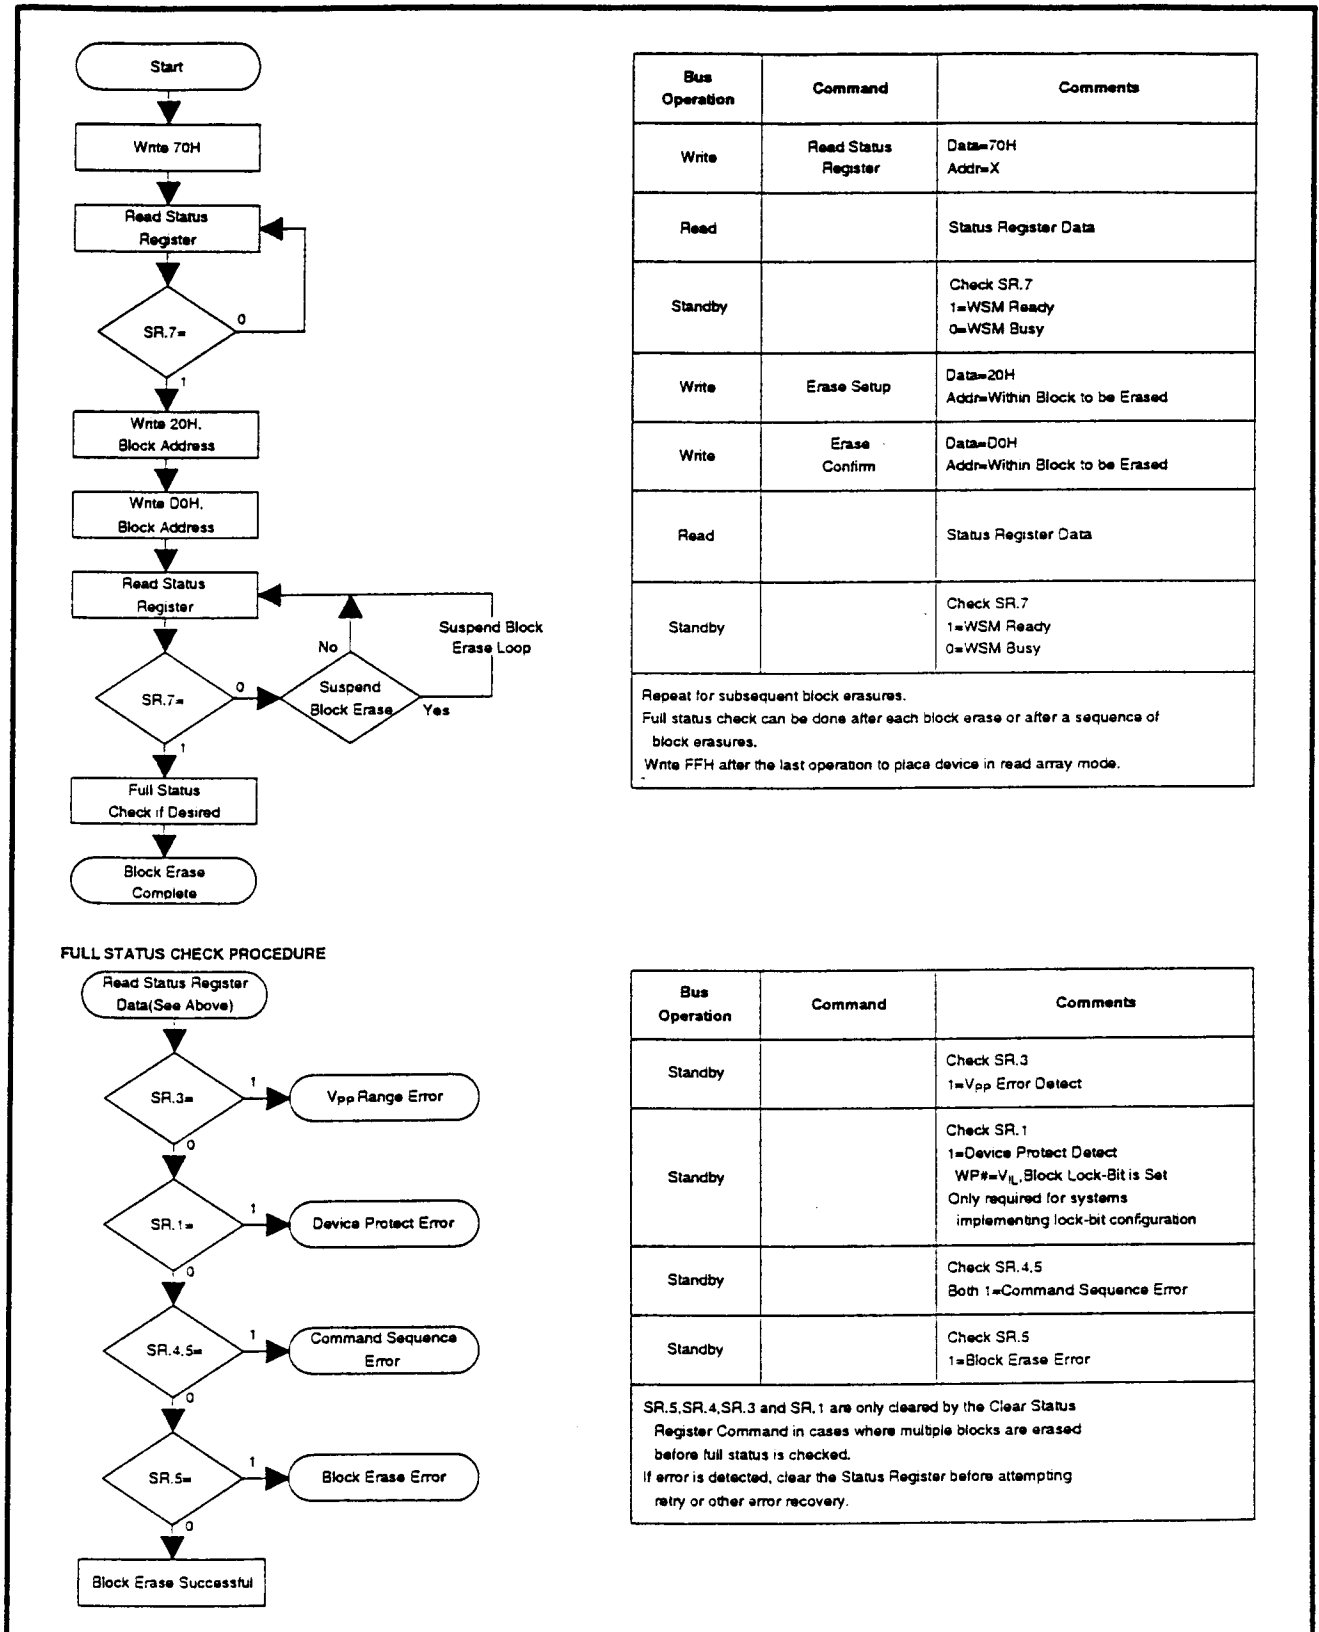 Start
Write 70H
Read Status
Register
SR.7=
0
1
Write 20H,
Block Address
Write D0H,
Block Address
Read Status
Register
SR.7=
0
1
Suspend
Block Erase
No
Yes
Suspend Block
Erase Loop
Full Status
Check if Desired
Block Erase
Complete
Bus
Operation
Command
Comments
Write
Read Status
Register
Data=70H
Addr=X
Read
Status Register Data
Standby
Check SR.7
1=WSM Ready
0=WSM Busy
Write
Erase Setup
Data=20H
Addr=Within Block to be Erased
Write
Erase
Confirm
Data=D0H
Addr=Within Block to be Erased
Read
Status Register Data
Standby
Check SR.7
1=WSM Ready
0=WSM Busy
Repeat for subsequent block erasures.
Full status check can be done after each block erase or after a sequence of
block erasures.
Write FFH after the last operation to place device in read array mode.
FULL STATUS CHECK PROCEDURE
Read Status Register
Data(See Above)
SR.3=
1
VPP Range Error
0
SR.1=
1
Device Protect Error
0
SR.4,5=
1
Command Sequence
Error
0
SR.5=
1
Block Erase Error
0
Block Erase Successful
Bus
Operation
Command
Comments
Standby
Check SR.3
1=VPP Error Detect
Standby
Check SR.1
1=Device Protect Detect
WP#=VIL,Block Lock-Bit is Set
Only required for systems
implementing lock-bit configuration
Standby
Check SR.4,5
Both 1=Command Sequence Error
Standby
Check SR.5
1=Block Erase Error
SR.5,SR.4,SR.3 and SR.1 are only cleared by the Clear Status
Register Command in cases where multiple blocks are erased
before full status is checked.
If error is detected, clear the Status Register before attempting
retry or other error recovery.